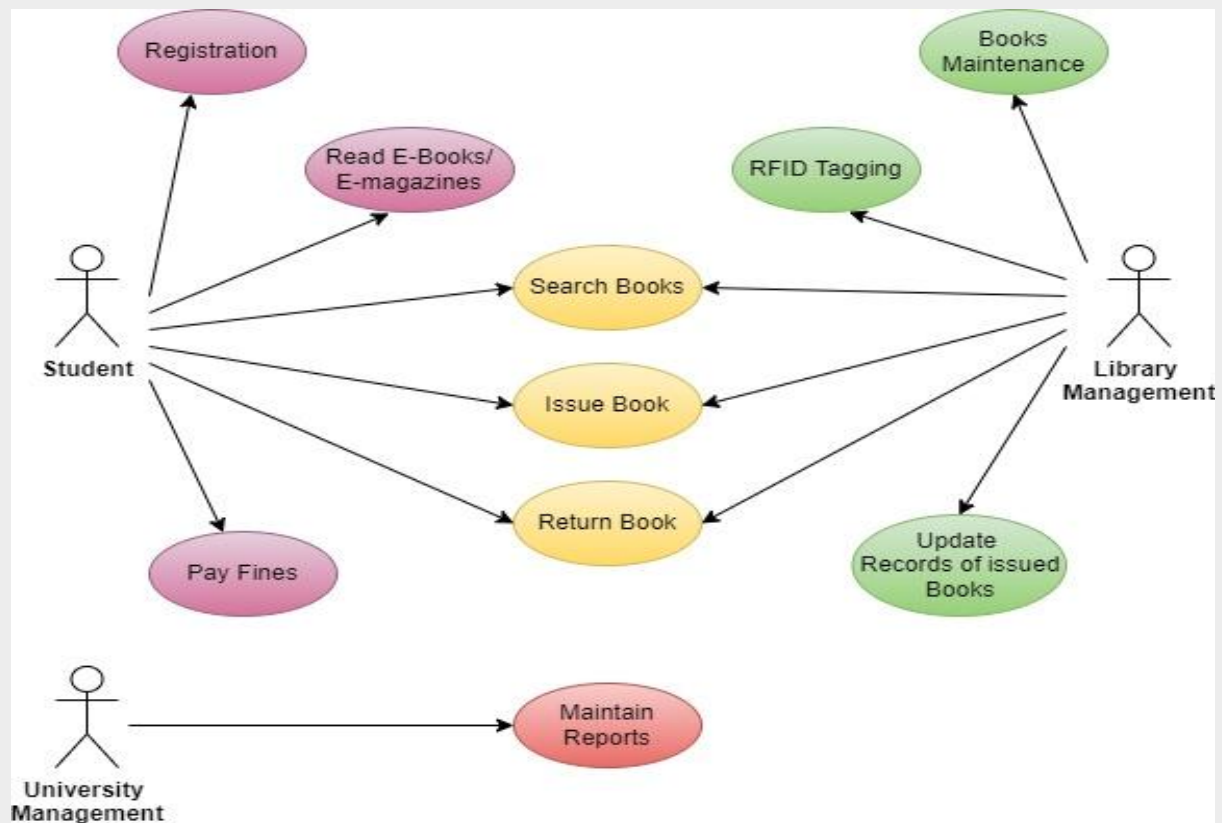 Registration
Books
Maintenance
Read E-Books/
E-magazines
RFID Tagging
Search Books
Student
Library
Management
Issue Book
Return Book
Pay Fines
Update
Records of issued
Books
Maintain
Reports
University
Management